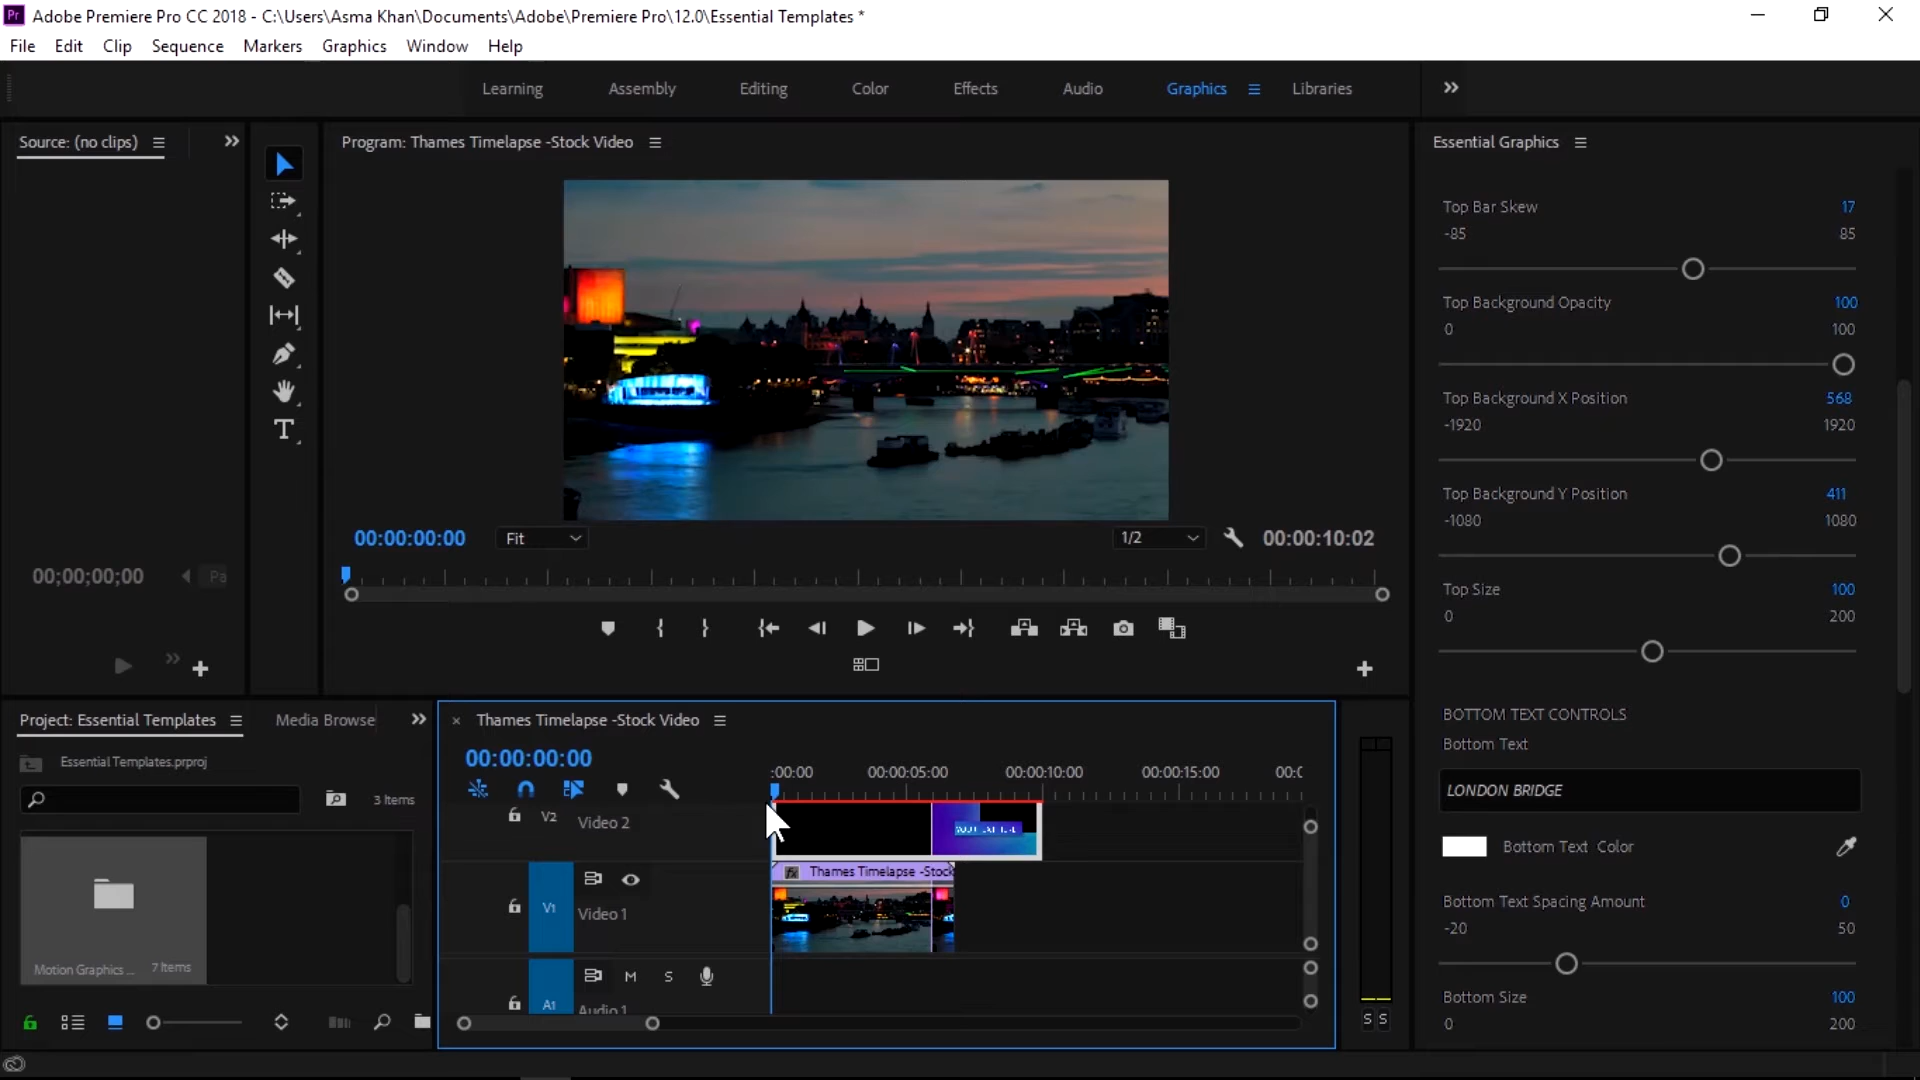 Pr Adobe Premiere Pro CC 2018 - C:\Users\Asma Khan\Documents\Adobe\Premiere Pro\12.0\Essential Templates *
File Edit Clip Sequence Markers Graphics Window Help
Learning Assembly Editing Color Effects Audio Graphics Libraries
Source: (no clips)
Program: Thames Timelapse -Stock Video
Essential Graphics
Top Bar Skew 17
-85 85
Top Background Opacity 100
0 100
Top Background X Position 568
-1920 1920
Top Background Y Position 411
-1080 1080
Top Size 100
0 200
00:00:00:00 Fit 1/2 00:00:10:02
00;00;00;00 Pa
BOTTOM TEXT CONTROLS
Bottom Text
LONDON BRIDGE
Bottom Text Color
Bottom Text Spacing Amount 0
-20 50
Bottom Size 100
0 200
Project: Essential Templates Media Browse
Essential Templates.prproj
3 Items
Motion Graphics ... 7 Items
Thames Timelapse -Stock Video
00:00:00:00
:00:00 00:00:05:00 00:00:10:00 00:00:15:00 00:0
V2 Video 2
Thames Timelapse -Stock
V1 Video 1
M S
A1 Audio 1
S S
T
fx